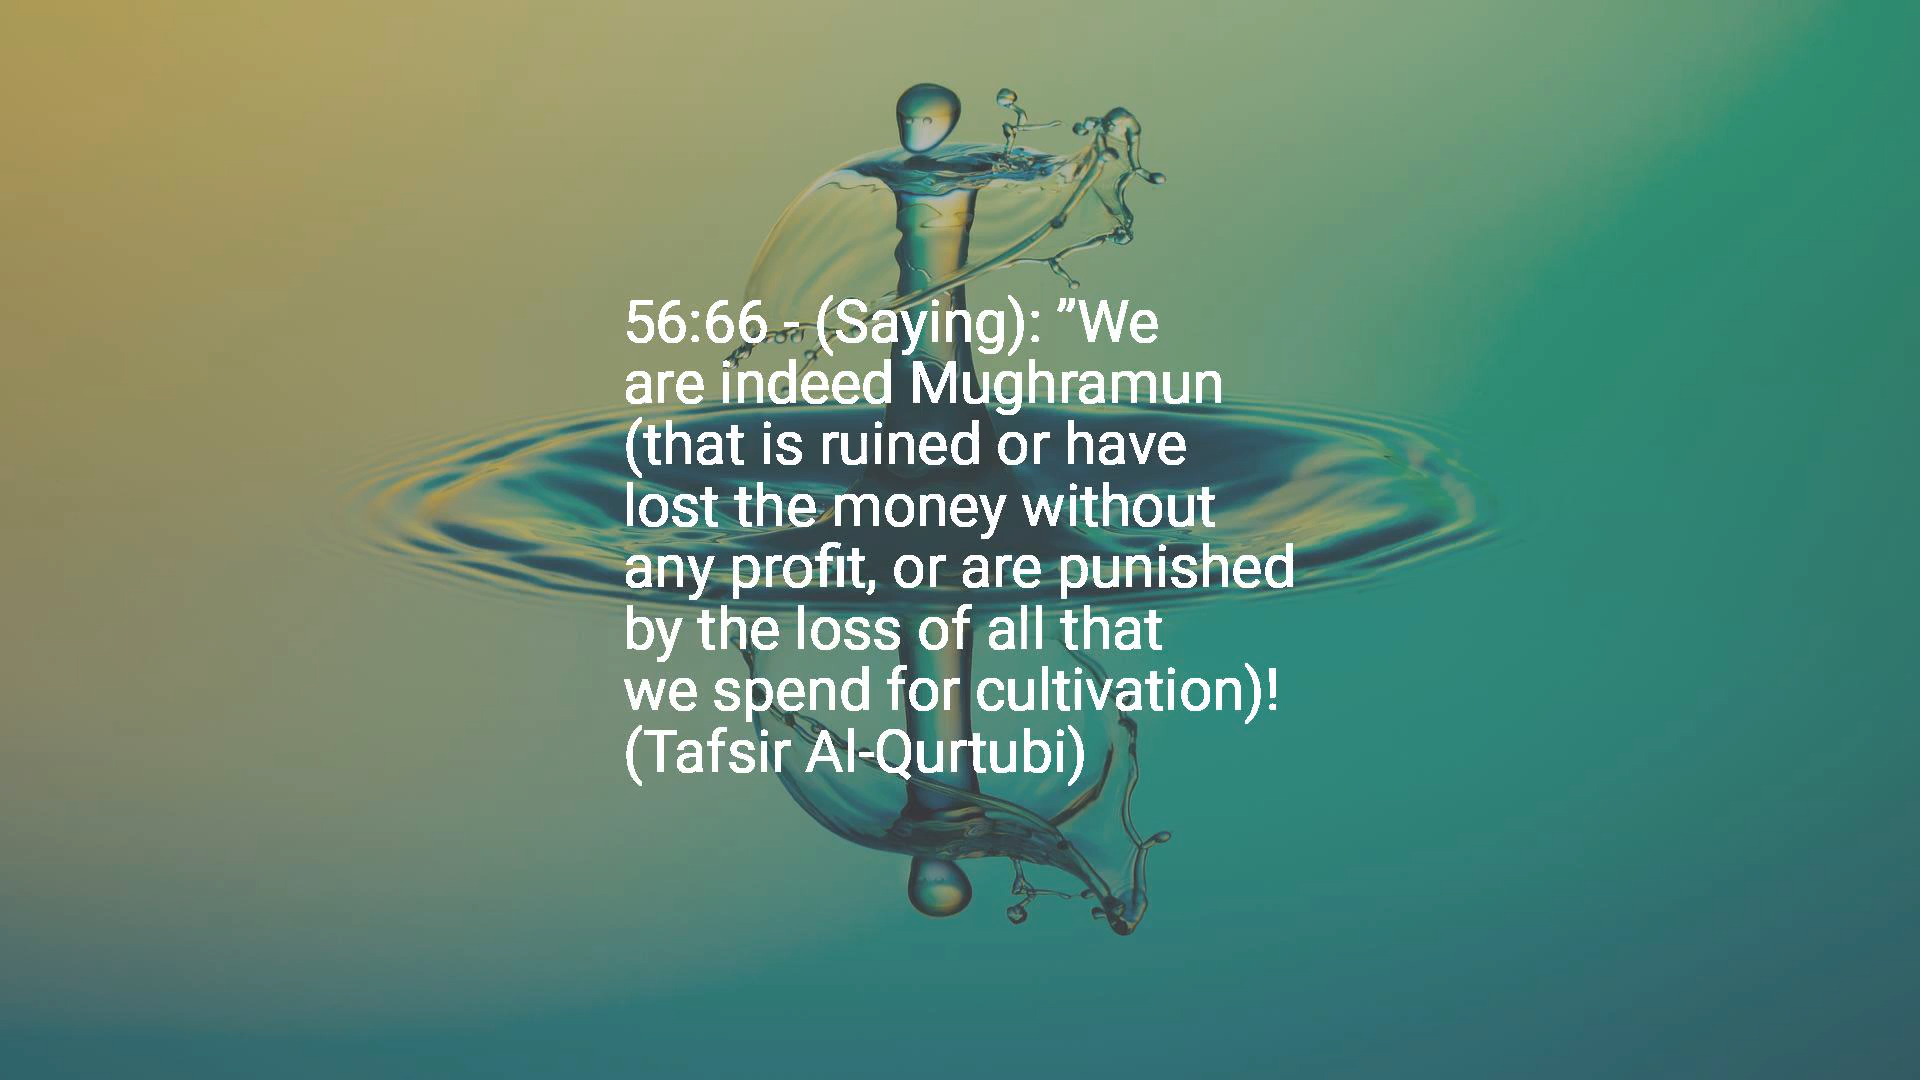 56:66 - (Saying): ”We
are indeed Mughramun
(that is ruined or have
lost the money without
any profit, or are punished
by the loss of all that
we spend for cultivation)!
(Tafsir Al-Qurtubi)